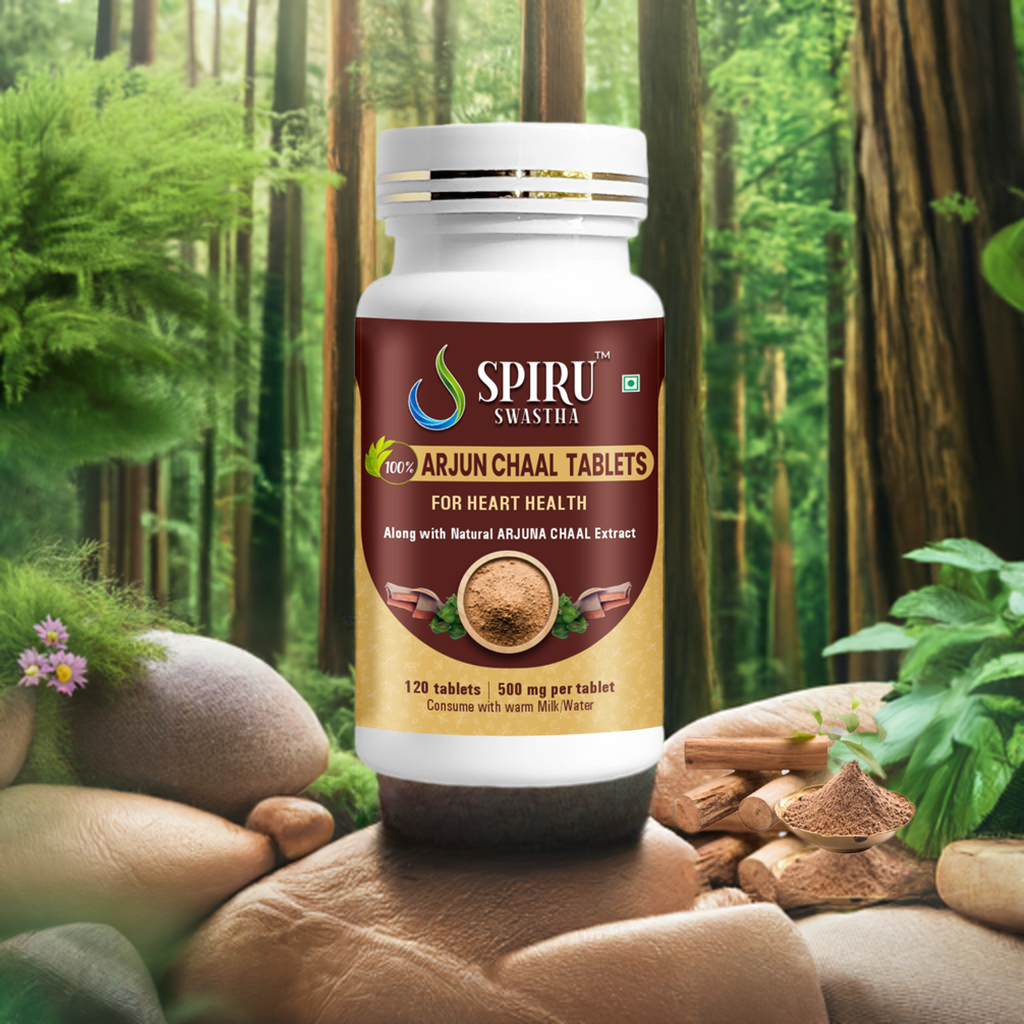 SPIRU™
SWASTHA
100% ARJUN CHAAL TABLETS
FOR HEART HEALTH
Along with Natural ARJUNA CHAAL Extract
120 tablets | 500 mg per tablet
Consume with warm Milk/Water